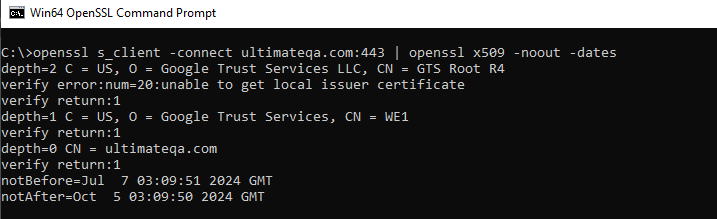 Win64 OpenSSL Command Prompt
C:\>openssl s_client -connect ultimateqa.com:443 | openssl x509 -noout -dates
depth=2 C = US, O = Google Trust Services LLC, CN = GTS Root R4
verify error:num=20:unable to get local issuer certificate
verify return:1
depth=1 C = US, O = Google Trust Services, CN = WE1
verify return:1
depth=0 CN = ultimateqa.com
verify return:1
notBefore=Jul  7 03:09:51 2024 GMT
notAfter=Oct  5 03:09:50 2024 GMT